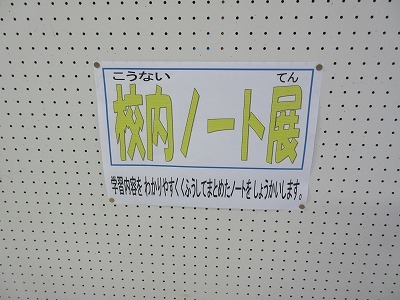 こうない てん
校内ノート展
学習内容を わかりやすくくふうしてまとめたノートを しょうかいします。